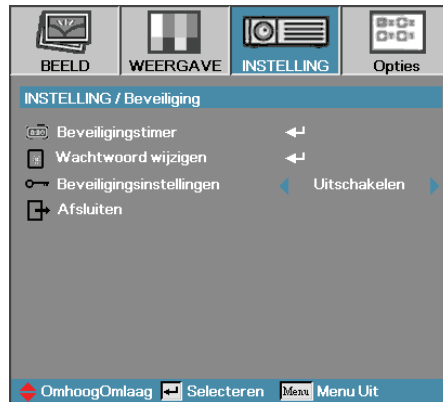 BEELD WEERGAVE INSTELLING Opties
INSTELLING / Beveiliging
Beveiligingstimer
Wachtwoord wijzigen
Beveiligingsinstellingen Uitschakelen
Afsluiten
OmhoogOmlaag Selecteren Menu Menu Uit